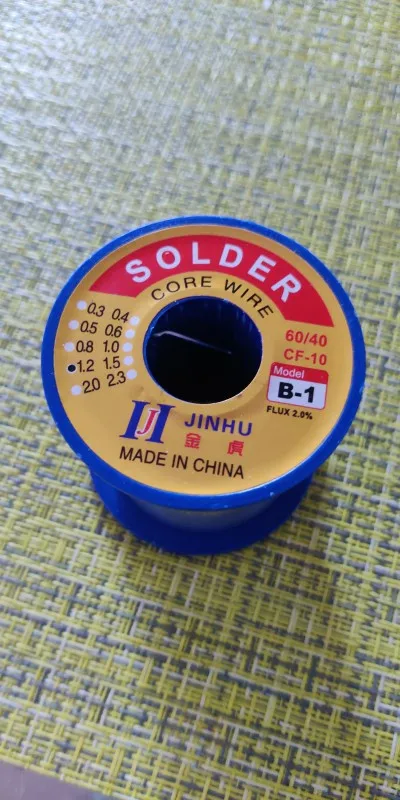 SOLDER
CORE WIRE
0.3 0.4
0.5 0.6
0.8 1.0
1.2 1.5
2.0 2.3
60/40
CF-10
Model
B-1
FLUX 2.0%
JINHU
金虎
MADE IN CHINA